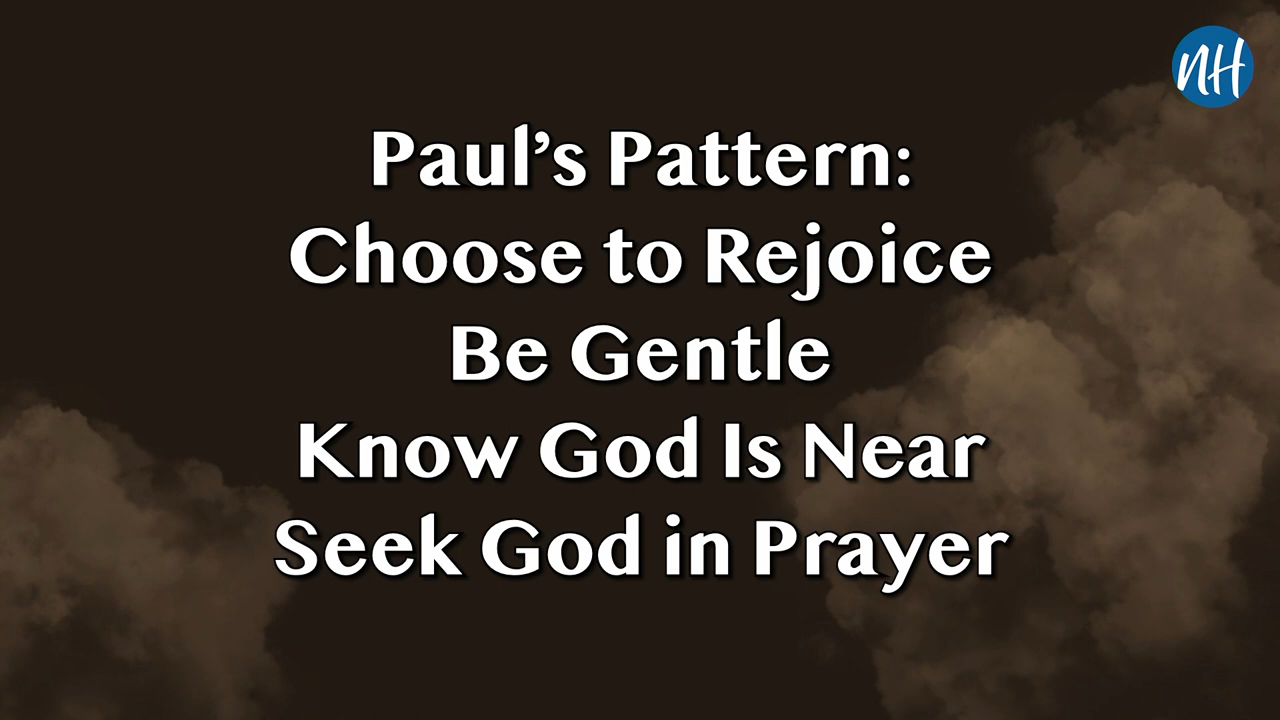 NH
Paul’s Pattern:
Choose to Rejoice
Be Gentle
Know God Is Near
Seek God in Prayer